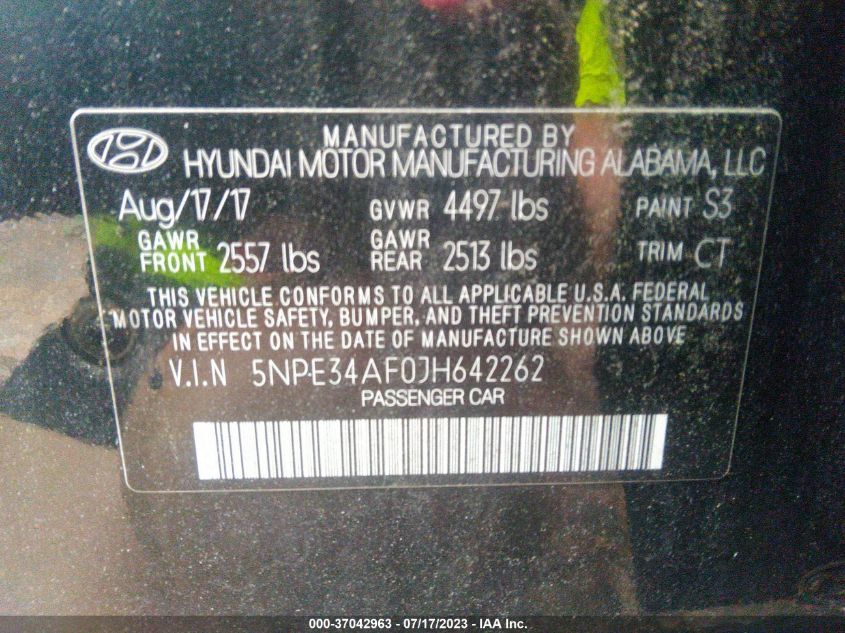 MANUFACTURED BY
HYUNDAI MOTOR MANUFACTURING ALABAMA, LLC
Aug/17/17 GVWR 4497 lbs PAINT S3
GAWR FRONT 2557 lbs GAWR REAR 2513 lbs TRIM CT
THIS VEHICLE CONFORMS TO ALL APPLICABLE U.S.A. FEDERAL
MOTOR VEHICLE SAFETY, BUMPER, AND THEFT PREVENTION STANDARDS
IN EFFECT ON THE DATE OF MANUFACTURE SHOWN ABOVE
V.I.N 5NPE34AF0JH642262
PASSENGER CAR
000-37042963 - 07/17/2023 - IAA Inc.